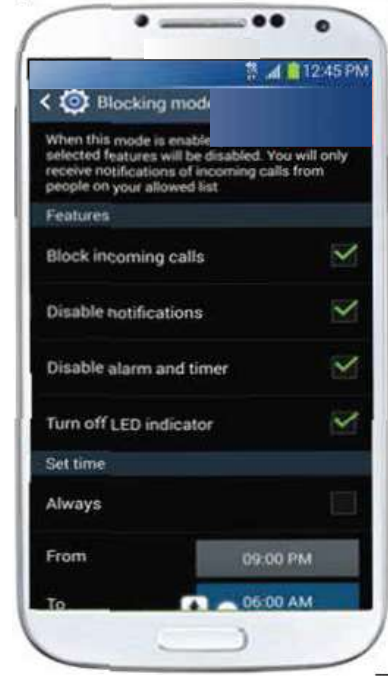 12:45 PM
Blocking mode
When this mode is enable
selected features will be disabled. You will only
receive notifications of incoming calls from
people on your allowed list
Features
Block incoming calls
Disable notifications
Disable alarm and timer
Turn off LED indicator
Set time
Always
From 09:00 PM
To 06:00 AM